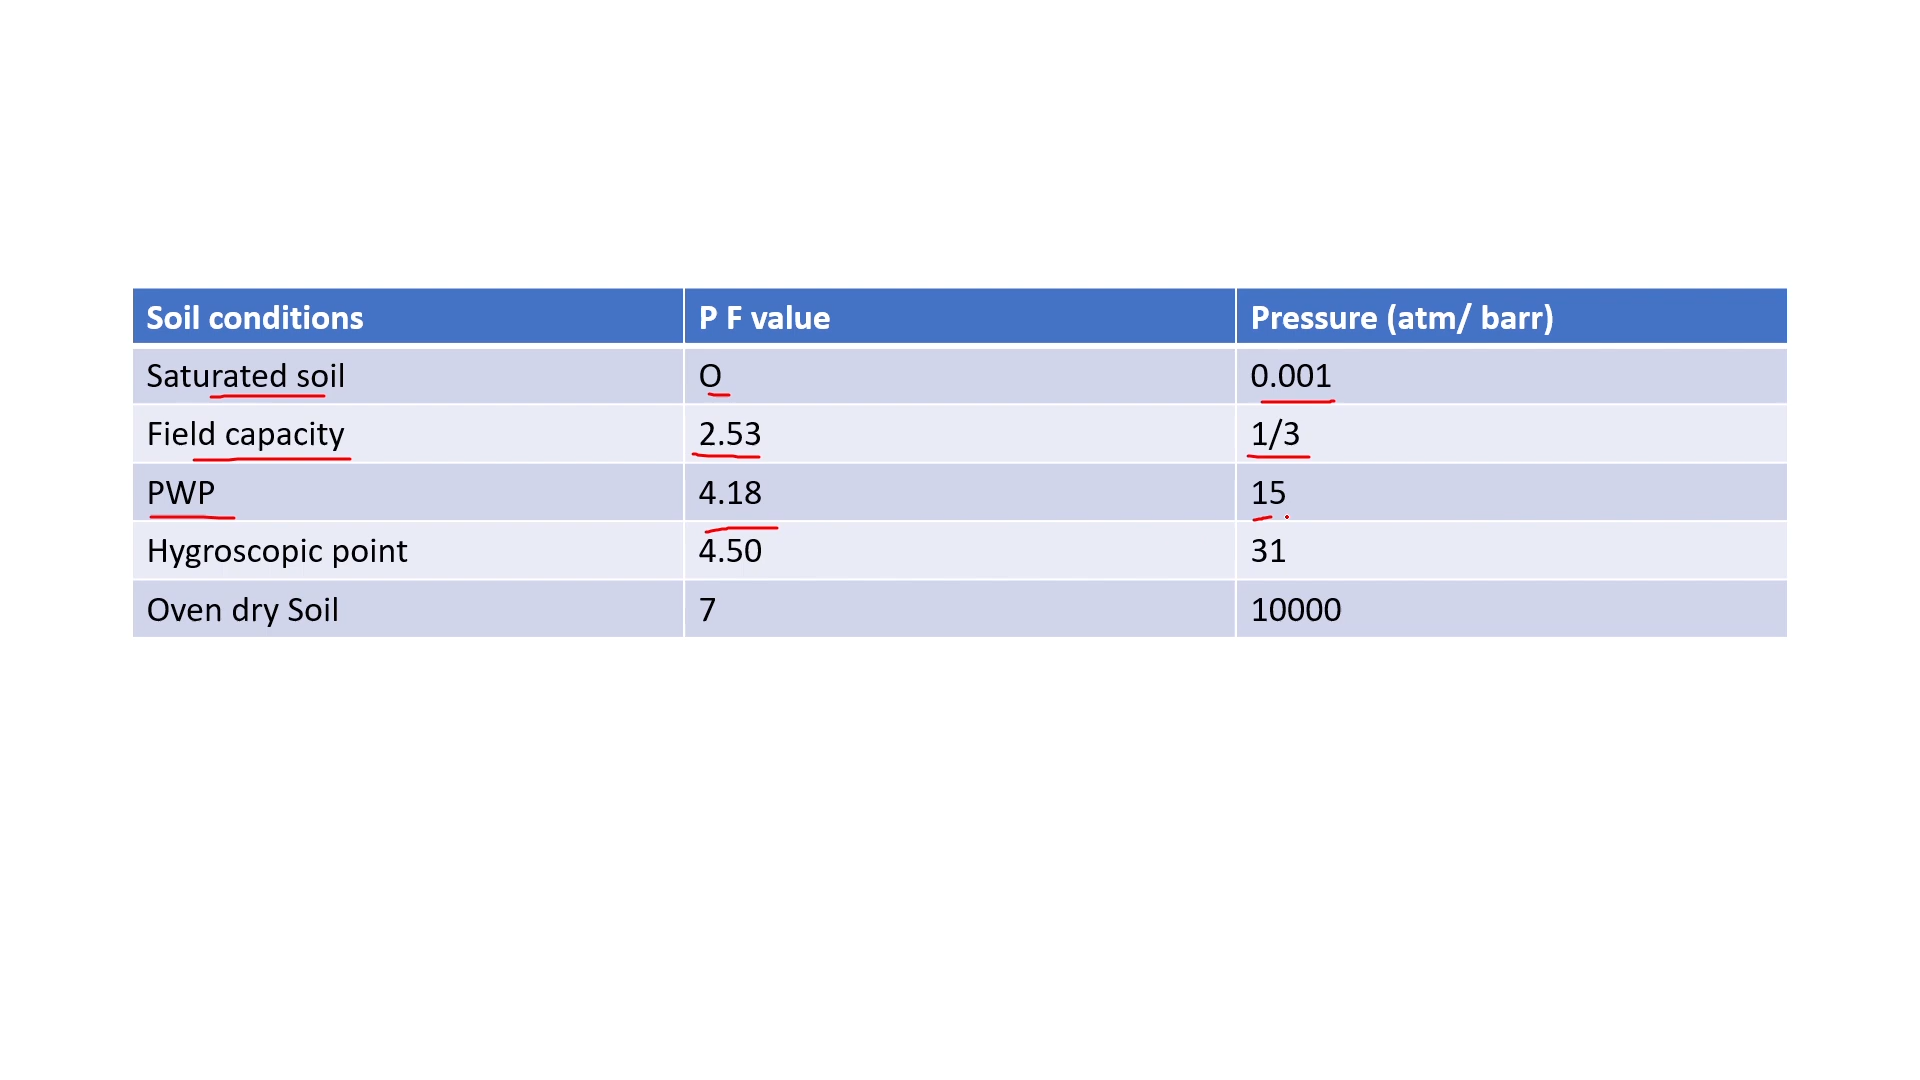 Soil conditions P F value Pressure (atm/ barr)
Saturated soil O 0.001
Field capacity 2.53 1/3
PWP 4.18 15
Hygroscopic point 4.50 31
Oven dry Soil 7 10000